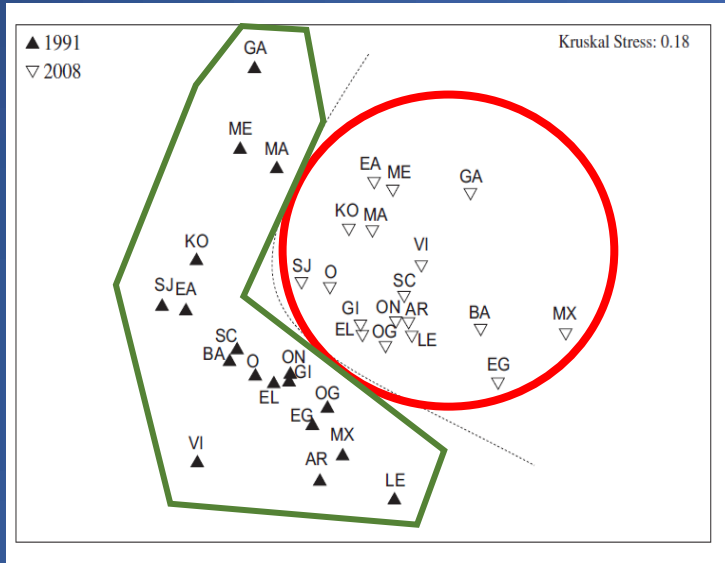 ▲ 1991
▽ 2008
Kruskal Stress: 0.18
GA
ME
MA
KO
SJ EA
SC
BA O ON
GI
EL
OG
EG
MX
VI
AR
LE
EA ME
GA
KO MA
VI
SJ O
SC
GI ON AR
EL OG LE
BA MX
EG